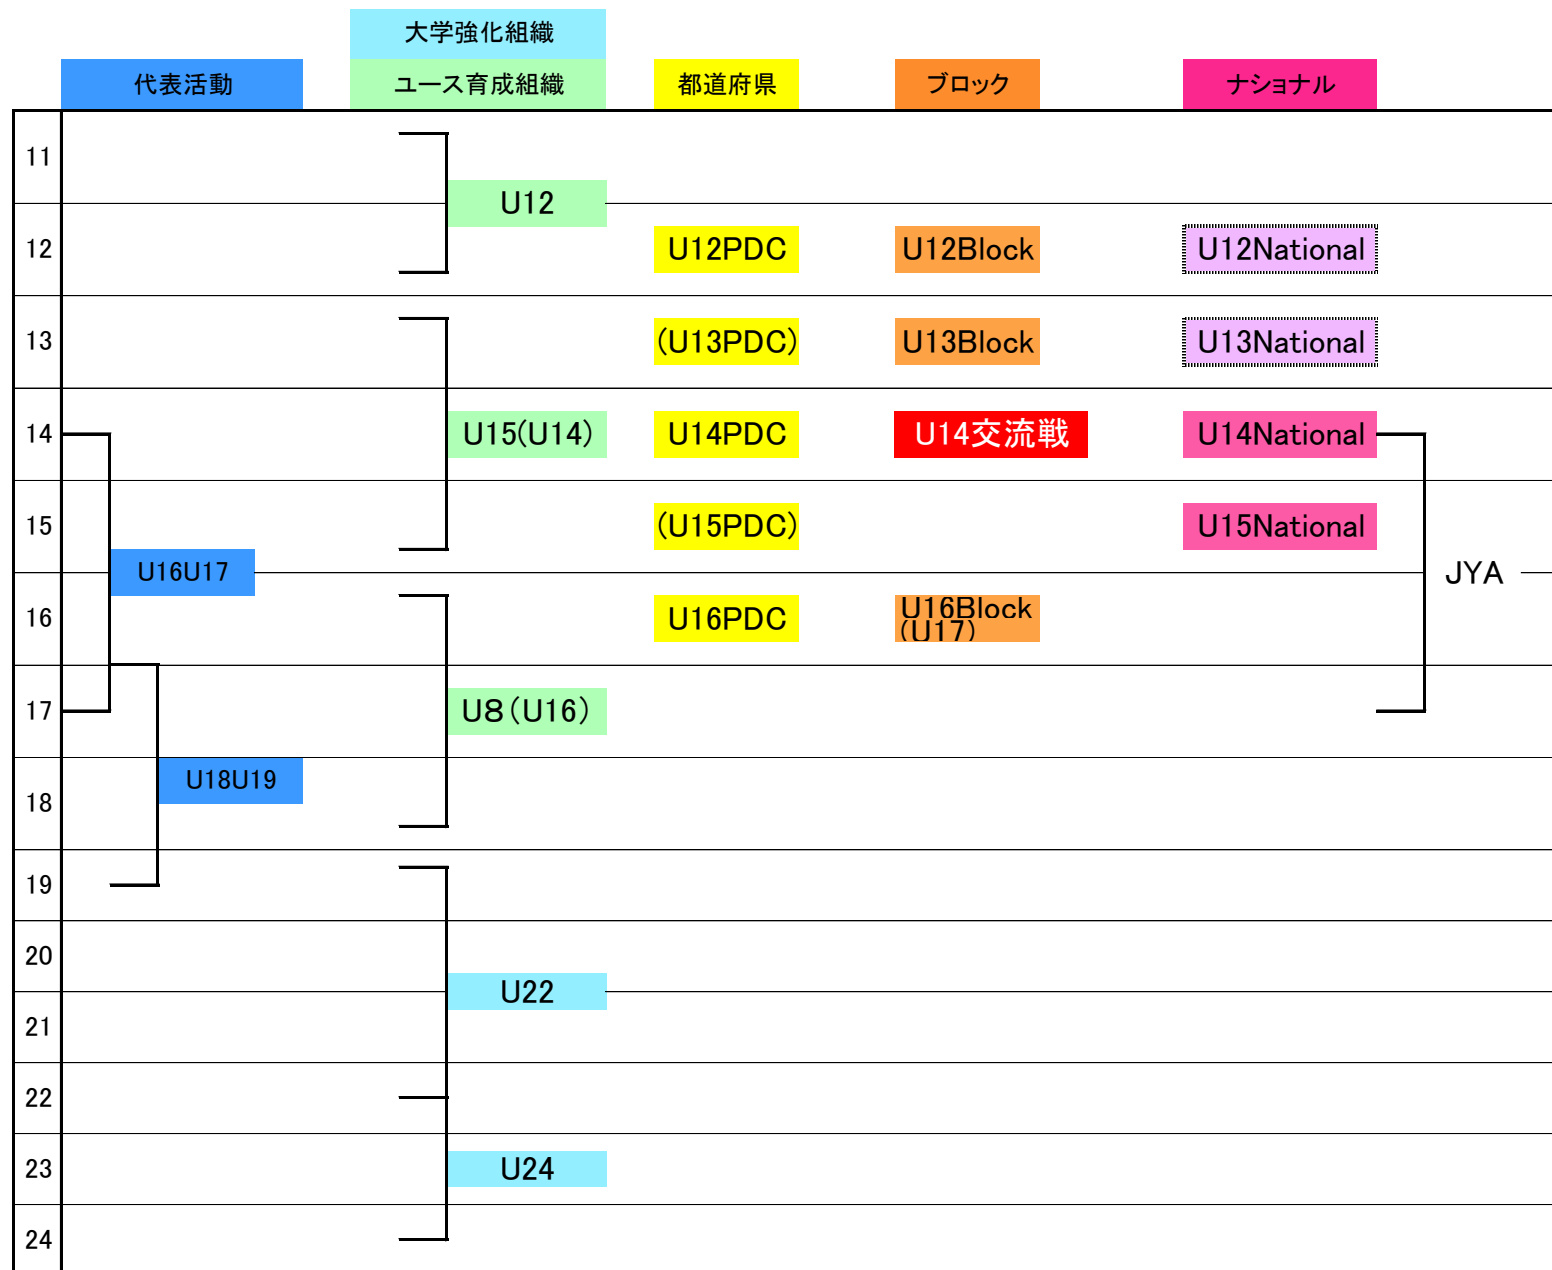 大学強化組織
代表活動
ユース育成組織
都道府県
ブロック
ナショナル
11
U12
12
U12PDC
U12Block
U12National
13
(U13PDC)
U13Block
U13National
14
U15(U14)
U14PDC
U14交流戦
U14National
15
(U15PDC)
U15National
U16U17
JYA
16
U16PDC
U16Block
(U17)
17
U8(U16)
U18U19
18
19
20
U22
21
22
23
U24
24